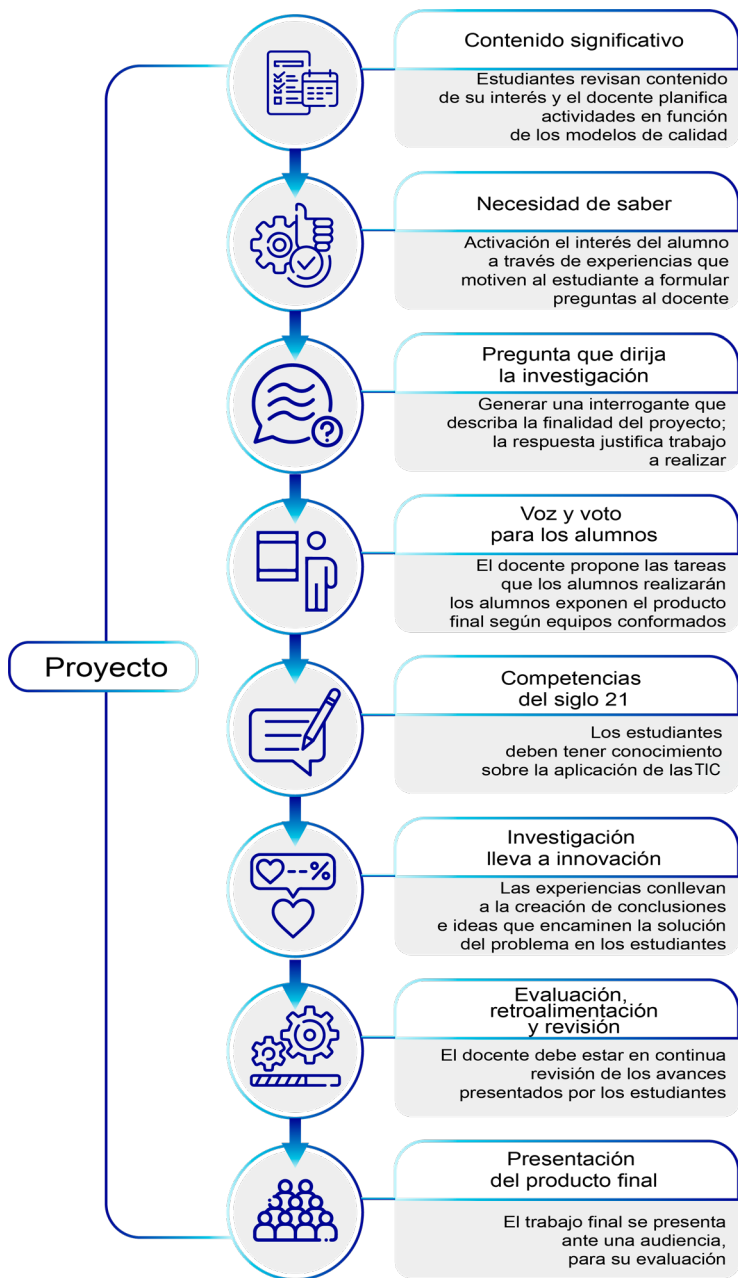 Contenido significativo
Estudiantes revisan contenido
de su interés y el docente planifica
actividades en función
de los modelos de calidad
Necesidad de saber
Activación el interés del alumno
a través de experiencias que
motiven al estudiante a formular
preguntas al docente
Pregunta que dirija
la investigación
Generar una interrogante que
describa la finalidad del proyecto;
la respuesta justifica trabajo
a realizar
Voz y voto
para los alumnos
El docente propone las tareas
que los alumnos realizarán
los alumnos exponen el producto
final según equipos conformados
Proyecto
Competencias
del siglo 21
Los estudiantes
deben tener conocimiento
sobre la aplicación de lasTIC
Investigación
lleva a innovación
Las experiencias conllevan
a la creación de conclusiones
e ideas que encaminen la solución
del problema en los estudiantes
Evaluación,
retroalimentación
y revisión
El docente debe estar en continua
revisión de los avances
presentados por los estudiantes
Presentación
del producto final
El trabajo final se presenta
ante una audiencia,
para su evaluación